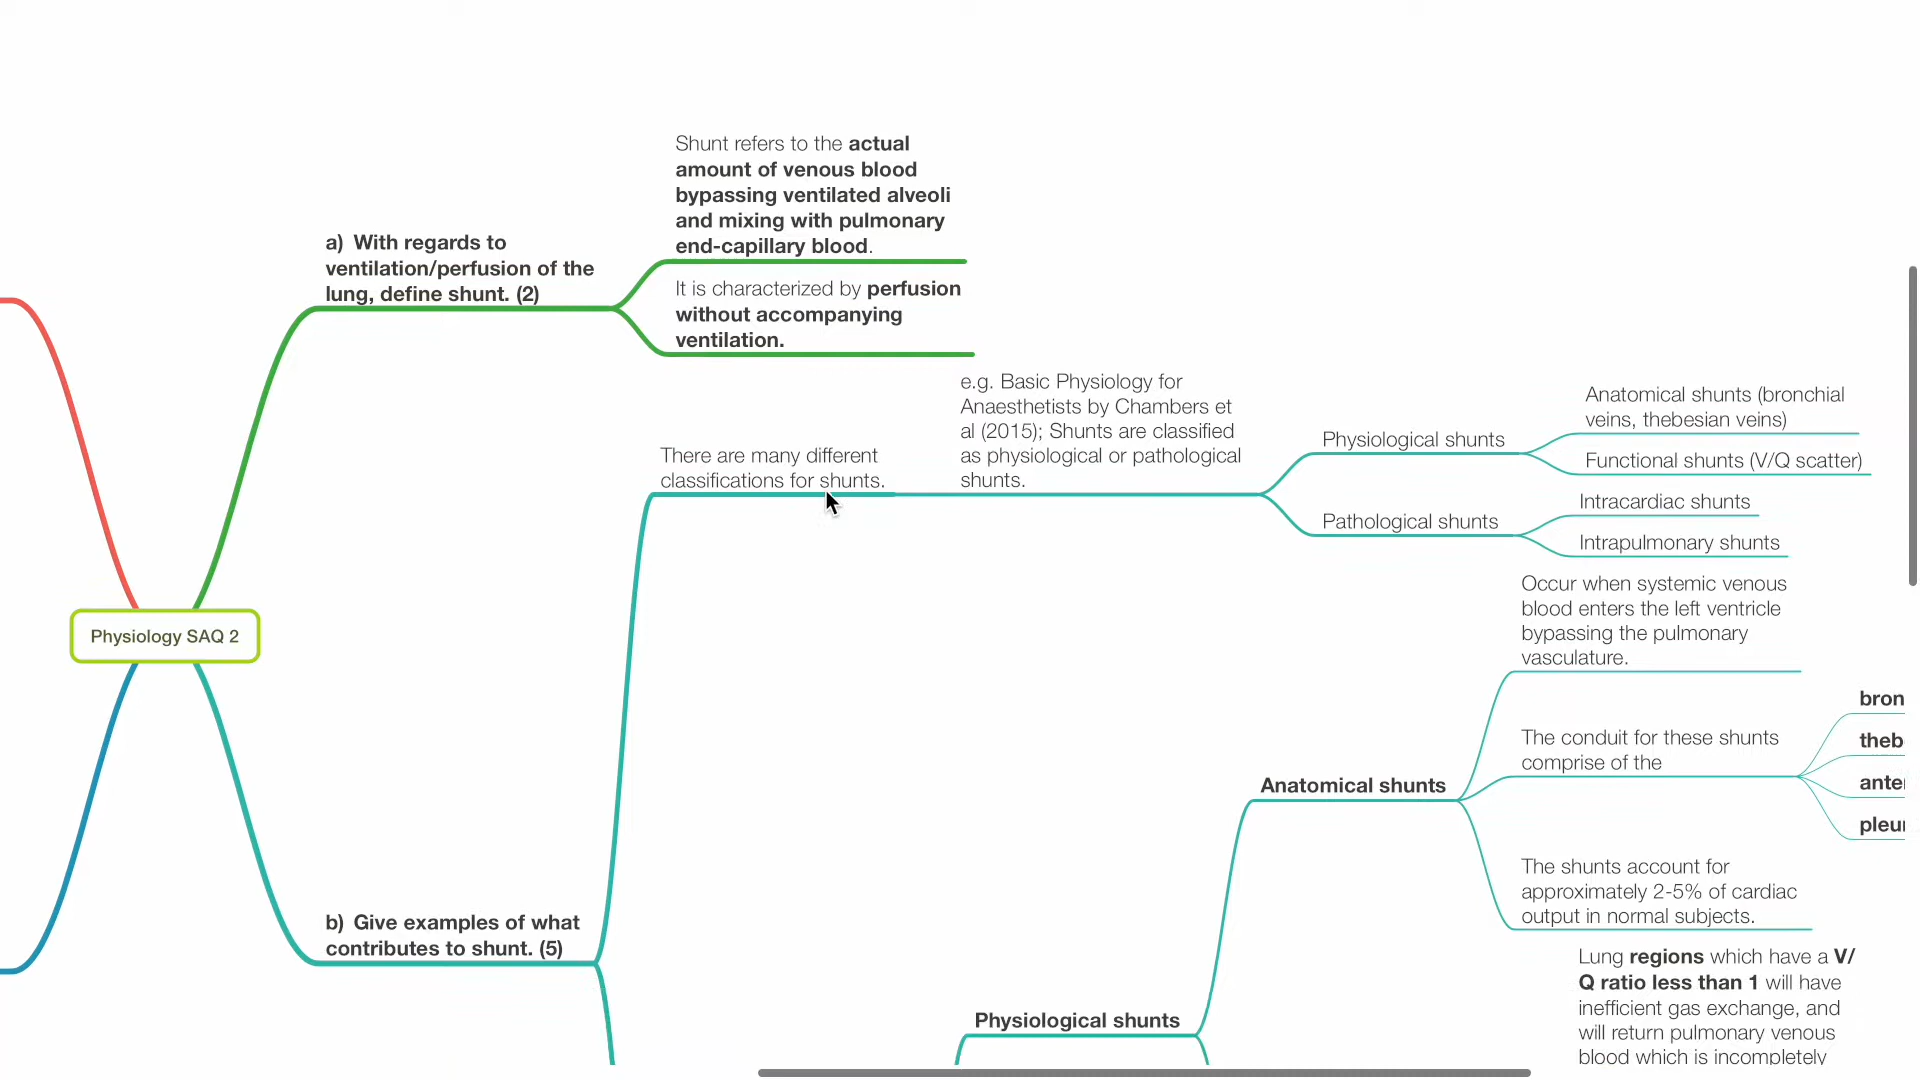 Shunt refers to the actual
amount of venous blood
bypassing ventilated alveoli
and mixing with pulmonary
end-capillary blood.
a) With regards to
ventilation/perfusion of the
lung, define shunt. (2)
It is characterized by perfusion
without accompanying
ventilation.
There are many different
classifications for shunts.
e.g. Basic Physiology for
Anaesthetists by Chambers et
al (2015); Shunts are classified
as physiological or pathological
shunts.
Physiological shunts
Anatomical shunts (bronchial
veins, thebesian veins)
Functional shunts (V/Q scatter)
Pathological shunts
Intracardiac shunts
Intrapulmonary shunts
Physiology SAQ 2
b) Give examples of what
contributes to shunt. (5)
Physiological shunts
Anatomical shunts
Occur when systemic venous
blood enters the left ventricle
bypassing the pulmonary
vasculature.
The conduit for these shunts
comprise of the
bron
theb
ante
pleu
The shunts account for
approximately 2-5% of cardiac
output in normal subjects.
Lung regions which have a V/
Q ratio less than 1 will have
inefficient gas exchange, and
will return pulmonary venous
blood which is incompletely